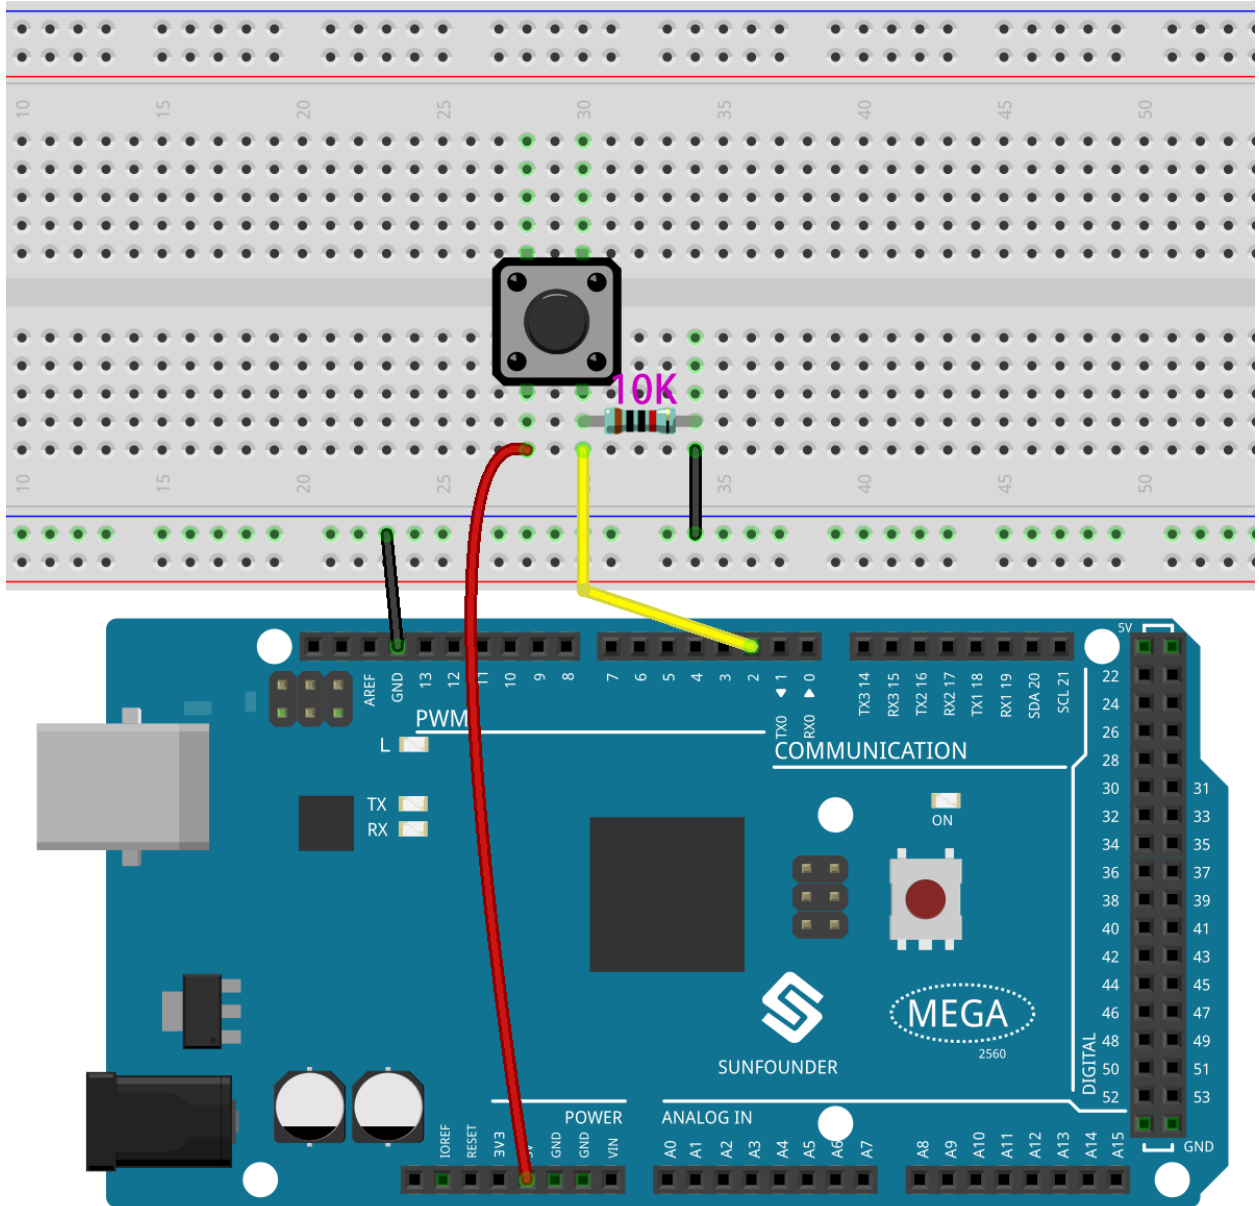 10 15 20 25 30 35 40 45 50
10K
10 15 20 25 35 40 45 50
5V
AREF GND 13 12 11 10 9 8 7 6 5 4 3 2 1 0
TX0 RX0
TX3 14 RX3 15 TX2 16 RX2 17 TX1 18 RX1 19 SDA 20 SCL 21
PWM
COMMUNICATION
L
TX
RX
ON
22
24
26
28
30 31
32 33
34 35
36 37
38 39
40 41
42 43
44 45
46 47
48 49
50 51
52 53
DIGITAL
GND
MEGA
2560
SUNFOUNDER
POWER
ANALOG IN
IOREF RESET 3V3 GND GND VIN
A0 A1 A2 A3 A4 A5 A6 A7
A8 A9 A10 A11 A12 A13 A14 A15